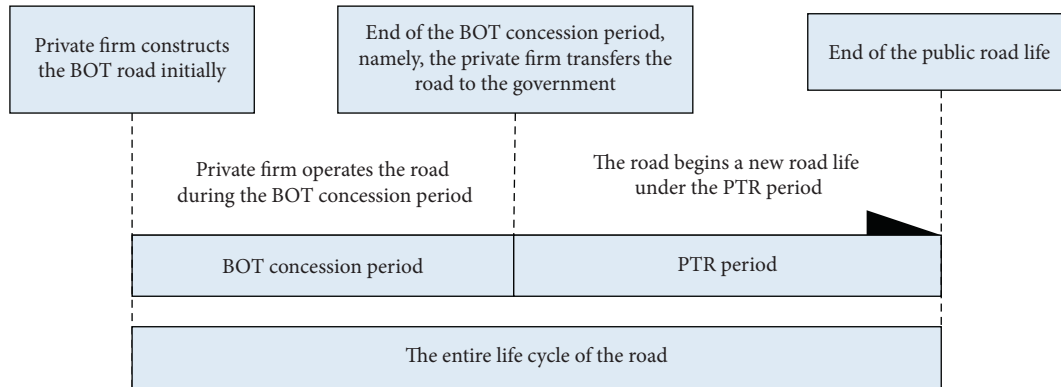 Private firm constructs
the BOT road initially
End of the BOT concession period,
namely, the private firm transfers the
road to the government
End of the public road life
Private firm operates the road
during the BOT concession period
The road begins a new road life
under the PTR period
BOT concession period
PTR period
The entire life cycle of the road